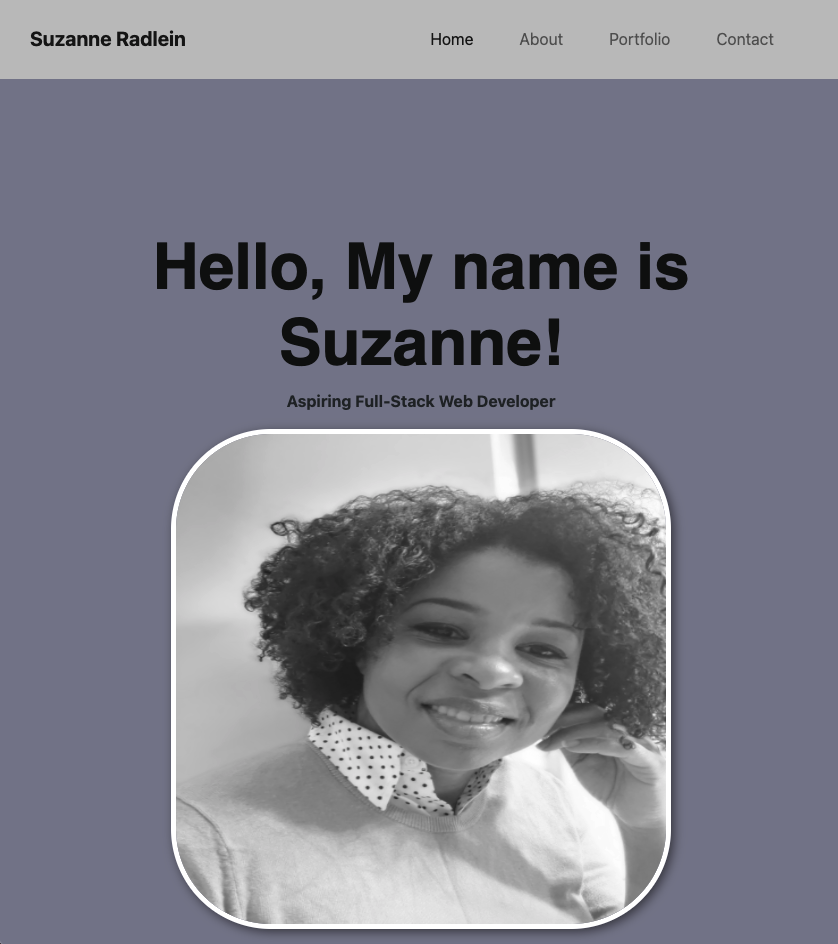 Suzanne Radlein
Home About Portfolio Contact
Hello, My name is
Suzanne!
Aspiring Full-Stack Web Developer